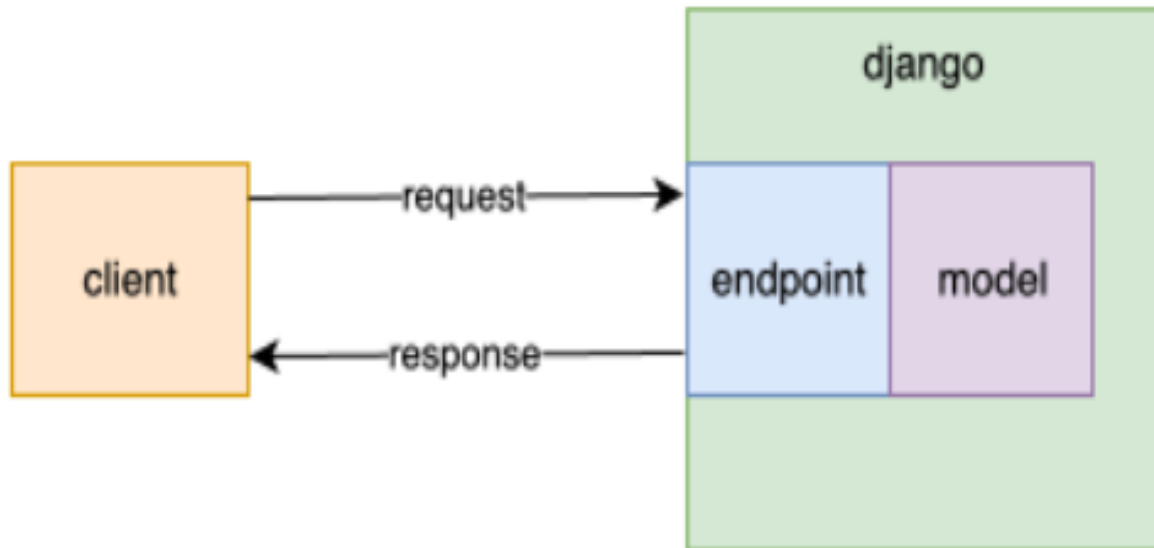 django
request
client
endpoint
model
response